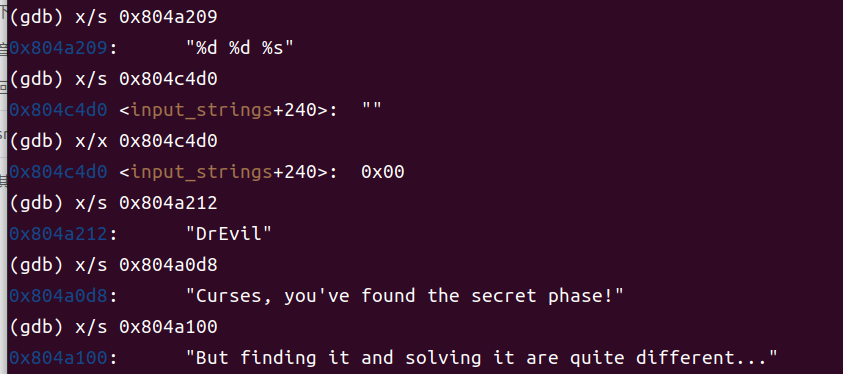 (gdb) x/s 0x804a209
0x804a209:      "%d %d %s"
(gdb) x/s 0x804c4d0
0x804c4d0 <input_strings+240>:  ""
(gdb) x/x 0x804c4d0
0x804c4d0 <input_strings+240>:  0x00
(gdb) x/s 0x804a212
0x804a212:      "DrEvil"
(gdb) x/s 0x804a0d8
0x804a0d8:      "Curses, you've found the secret phase!"
(gdb) x/s 0x804a100
0x804a100:      "But finding it and solving it are quite different..."